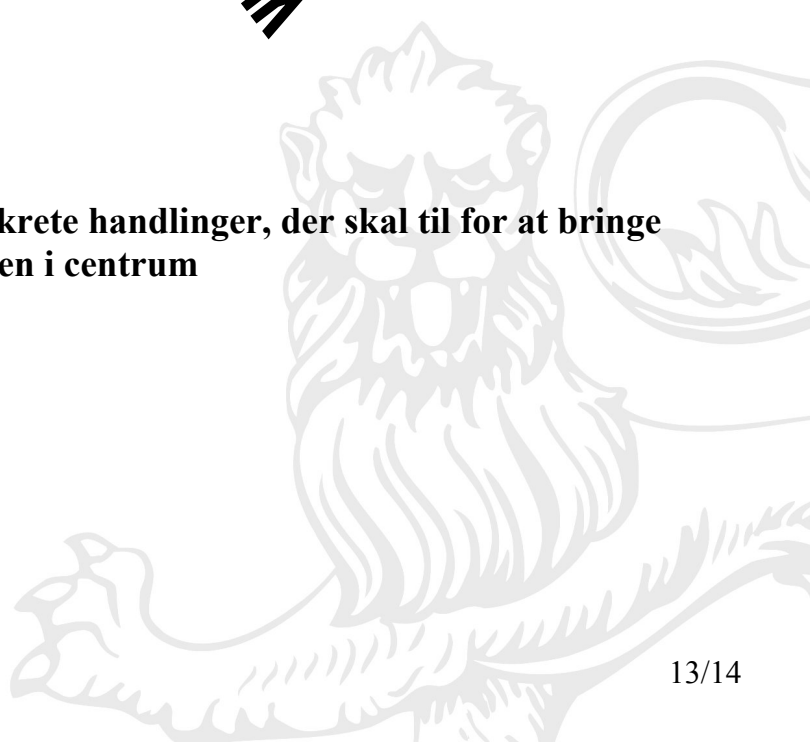 krete handlinger, der skal til for at bringe
en i centrum
13/14